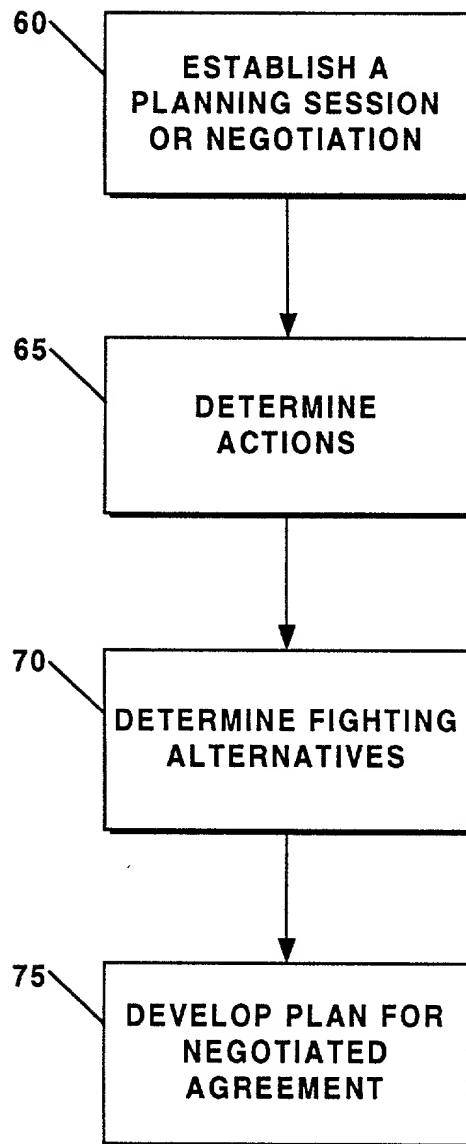 60
ESTABLISH A
PLANNING SESSION
OR NEGOTIATION
65
DETERMINE
ACTIONS
70
DETERMINE FIGHTING
ALTERNATIVES
75
DEVELOP PLAN FOR
NEGOTIATED
AGREEMENT